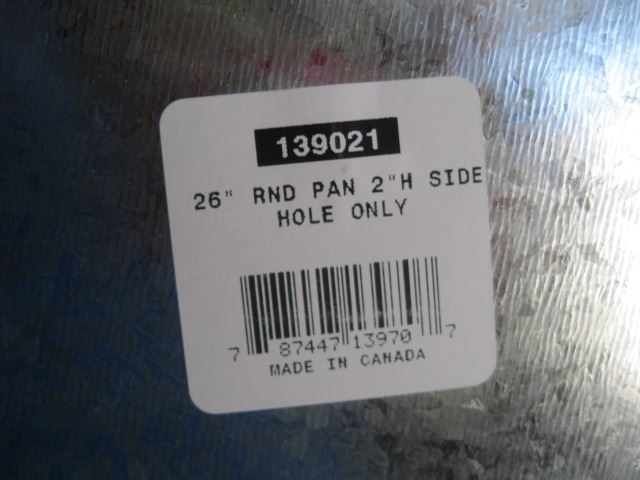 139021
26" RND PAN 2"H SIDE
HOLE ONLY
7 87447 13970 7
MADE IN CANADA